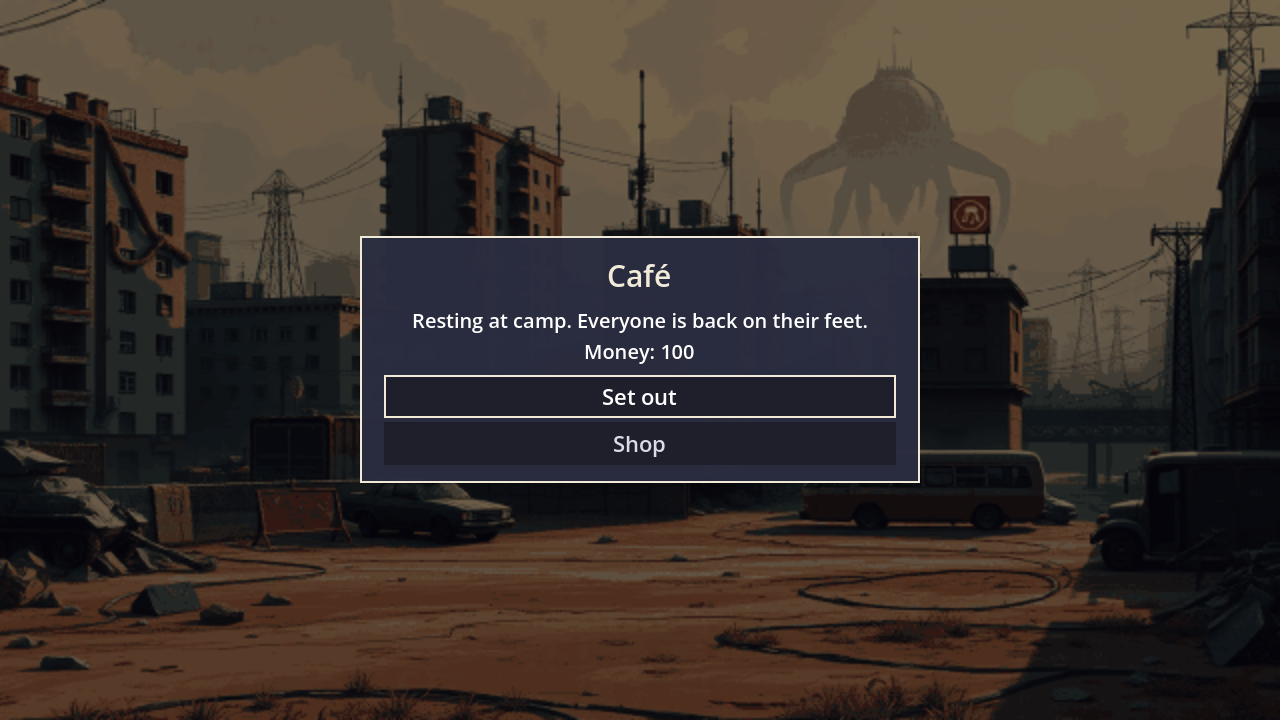 Café
Resting at camp. Everyone is back on their feet.
Money: 100
Set out
Shop